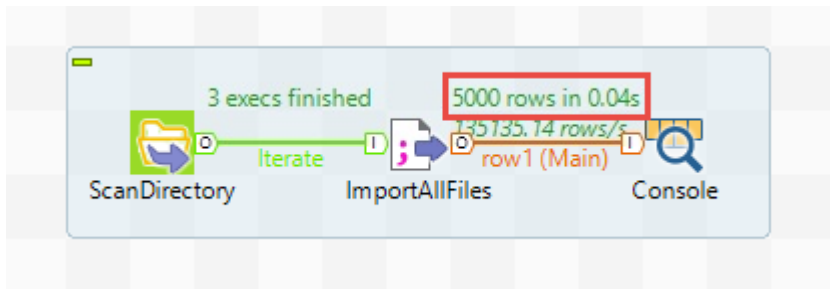 3 execs finished 5000 rows in 0.04s
135135.14 rows/s
O I ; O I
Iterate row1 (Main)
ScanDirectory ImportAllFiles Console